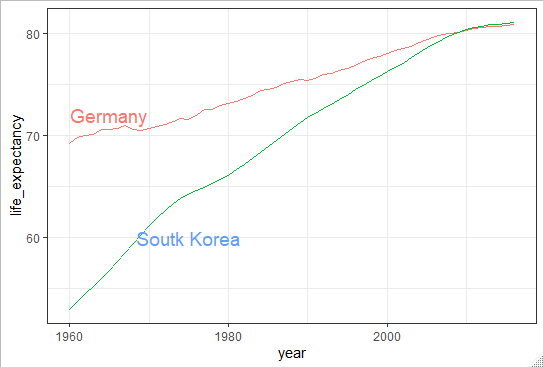 80
Germany
70
life_expectancy
Soutk Korea
60
1960
1980
2000
year